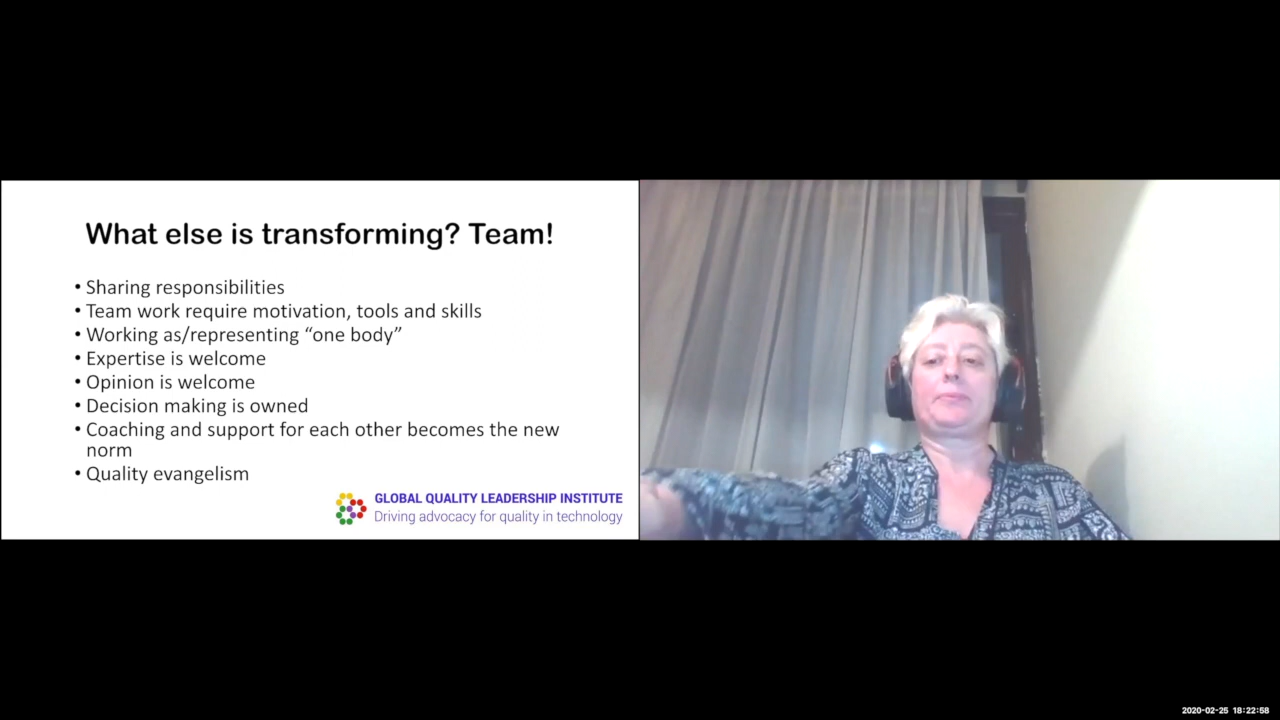 What else is transforming? Team!
• Sharing responsibilities
• Team work require motivation, tools and skills
• Working as/representing “one body”
• Expertise is welcome
• Opinion is welcome
• Decision making is owned
• Coaching and support for each other becomes the new
norm
• Quality evangelism
GLOBAL QUALITY LEADERSHIP INSTITUTE
Driving advocacy for quality in technology
2020-02-25 18:22:58